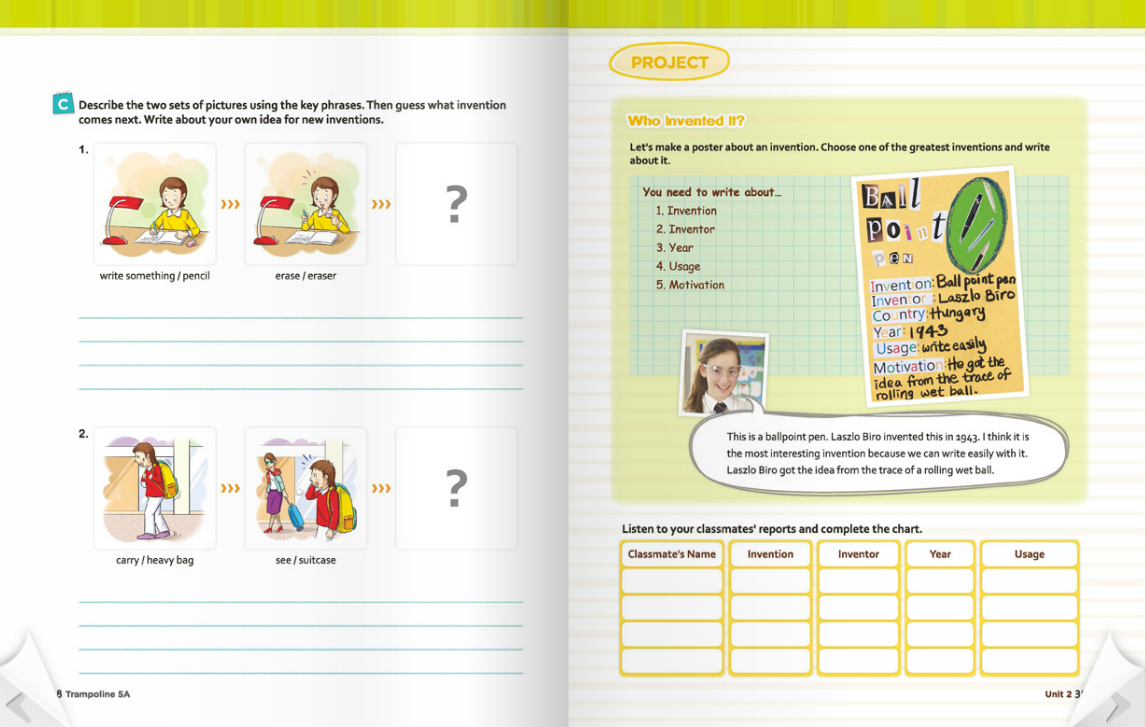 C Describe the two sets of pictures using the key phrases. Then guess what invention
comes next. Write about your own idea for new inventions.
1.
?
write something / pencil
erase / eraser
2.
?
carry / heavy bag
see / suitcase
8 Trampoline 5A
PROJECT
Who Invented It?
Let's make a poster about an invention. Choose one of the greatest inventions and write
about it.
You need to write about...
1. Invention
2. Inventor
3. Year
4. Usage
5. Motivation
Ball
Point
PEN
Invention: Ball point pen
Inventor: Laszlo Biro
Country: Hungary
Year: 1943
Usage: write easily
Motivation: He got the
idea from the trace of
rolling wet ball.
This is a ballpoint pen. Laszlo Biro invented this in 1943. I think it is
the most interesting invention because we can write easily with it.
Laszlo Biro got the idea from the trace of a rolling wet ball.
Listen to your classmates' reports and complete the chart.
Classmate's Name Invention Inventor Year Usage
Unit 2